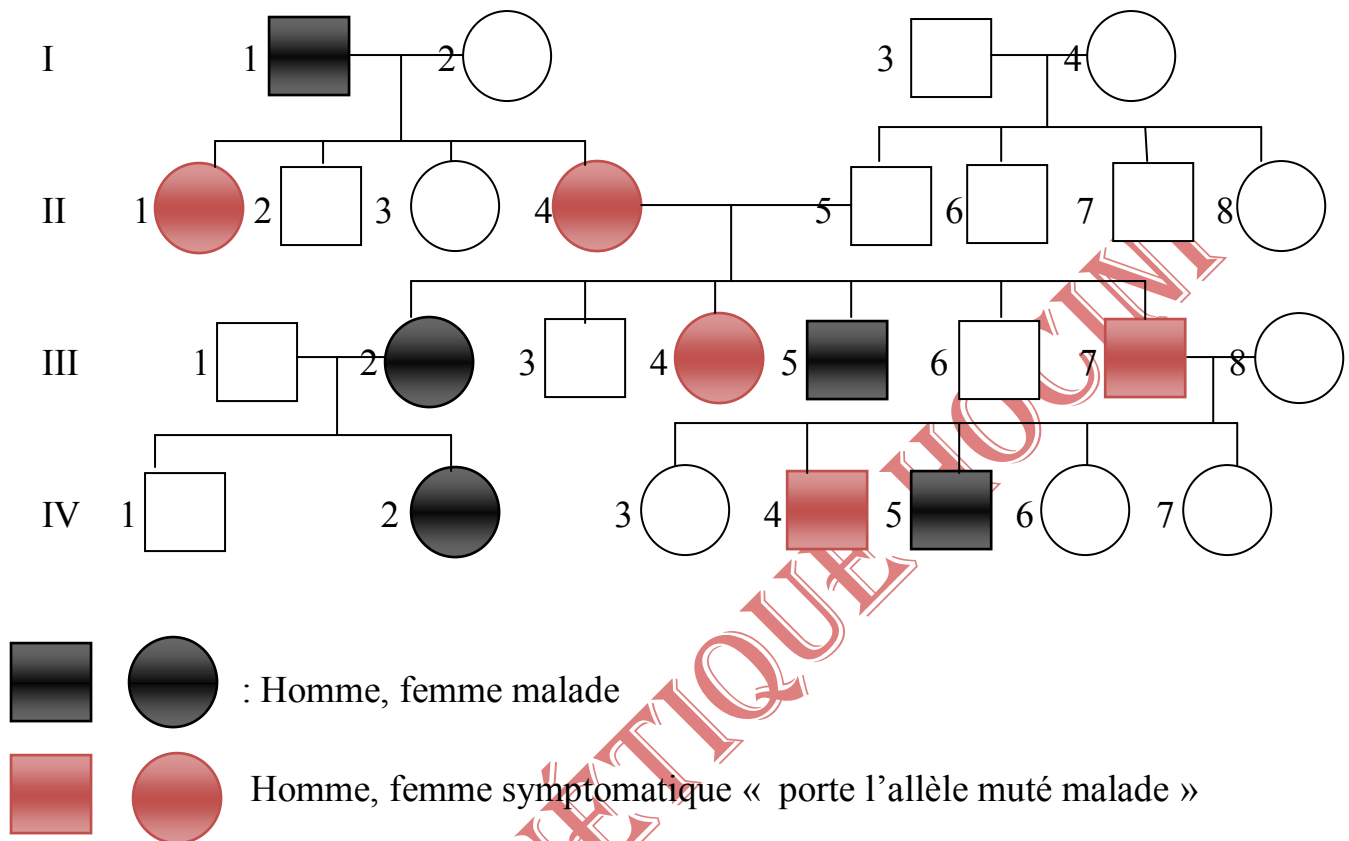 I 1 2 3 4
II 1 2 3 4 5 6 7 8
III 1 2 3 4 5 6 7 8
IV 1 2 3 4 5 6 7
: Homme, femme malade
Homme, femme symptomatique « porte l'allèle muté malade »
ÉTIQUE HOCINI